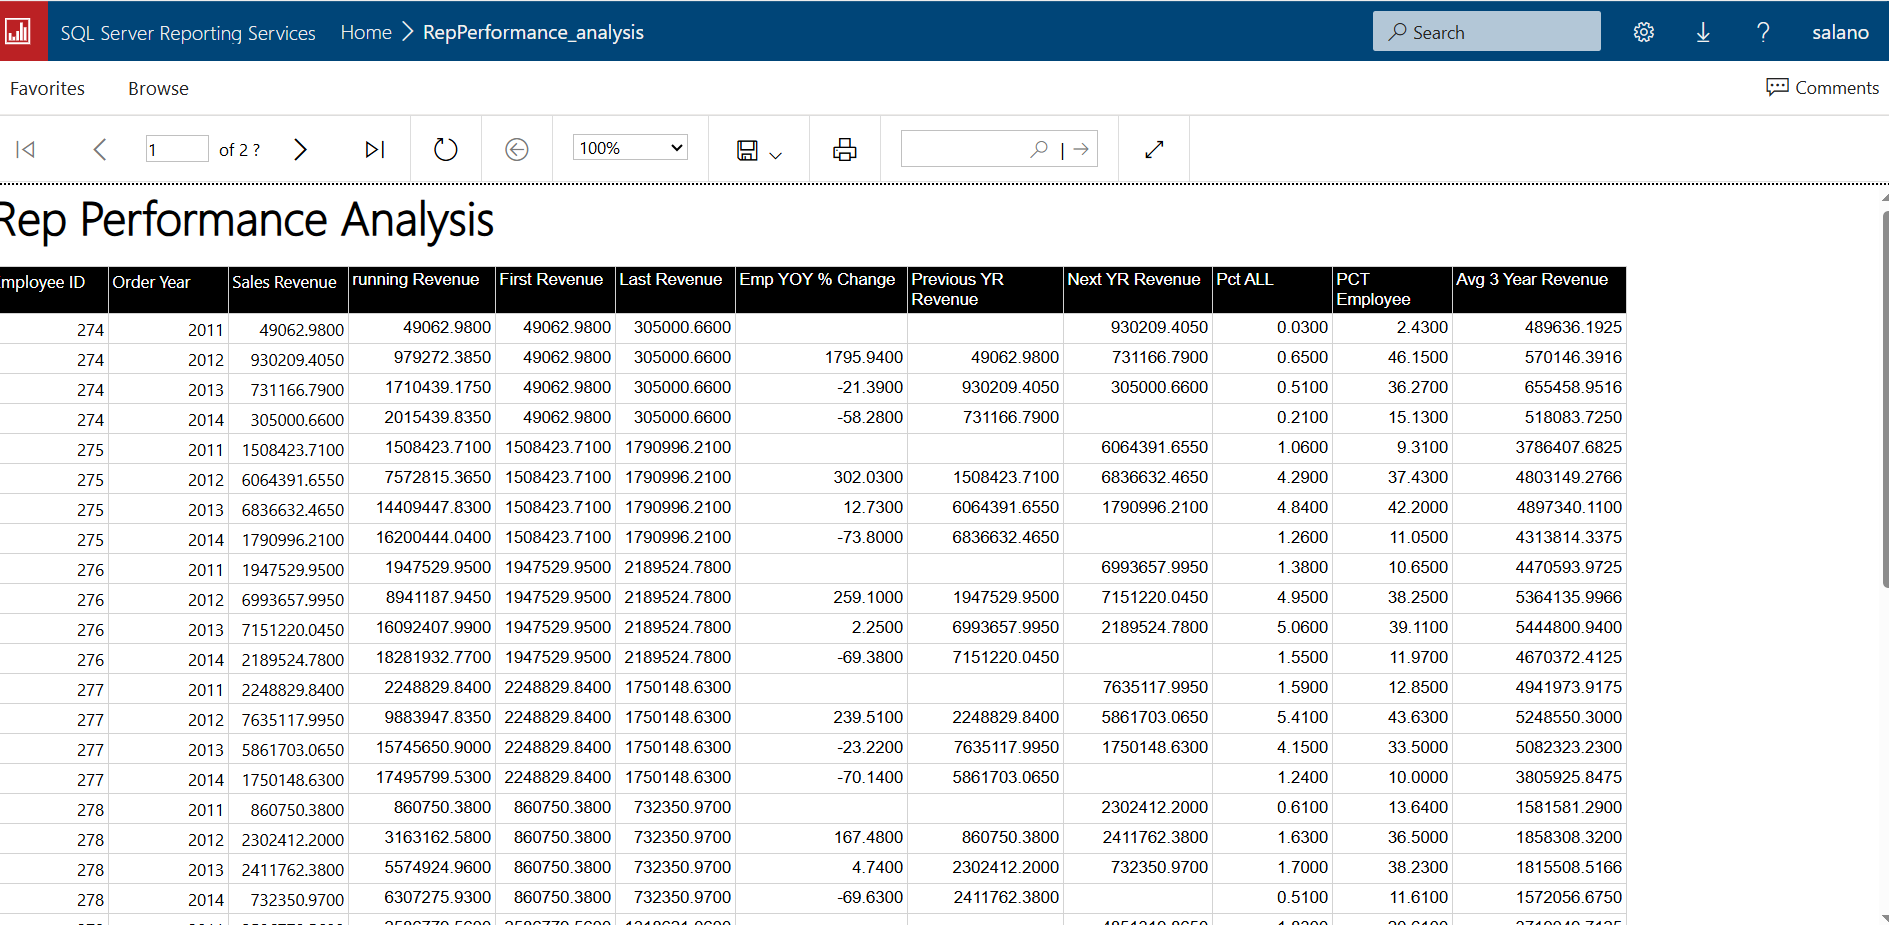 SQL Server Reporting Services Home > RepPerformance_analysis Search ? salano
Favorites Browse Comments
1 of 2 ? 100% |
Rep Performance Analysis
mployee ID Order Year Sales Revenue running Revenue First Revenue Last Revenue Emp YOY % Change Previous YR Revenue Next YR Revenue Pct ALL PCT Employee Avg 3 Year Revenue
274 2011 49062.9800 49062.9800 49062.9800 305000.6600 930209.4050 0.0300 2.4300 489636.1925
274 2012 930209.4050 979272.3850 49062.9800 305000.6600 1795.9400 49062.9800 731166.7900 0.6500 46.1500 570146.3916
274 2013 731166.7900 1710439.1750 49062.9800 305000.6600 -21.3900 930209.4050 305000.6600 0.5100 36.2700 655458.9516
274 2014 305000.6600 2015439.8350 49062.9800 305000.6600 -58.2800 731166.7900 0.2100 15.1300 518083.7250
275 2011 1508423.7100 1508423.7100 1508423.7100 1790996.2100 6064391.6550 1.0600 9.3100 3786407.6825
275 2012 6064391.6550 7572815.3650 1508423.7100 1790996.2100 302.0300 1508423.7100 6836632.4650 4.2900 37.4300 4803149.2766
275 2013 6836632.4650 14409447.8300 1508423.7100 1790996.2100 12.7300 6064391.6550 1790996.2100 4.8400 42.2000 4897340.1100
275 2014 1790996.2100 16200444.0400 1508423.7100 1790996.2100 -73.8000 6836632.4650 1.2600 11.0500 4313814.3375
276 2011 1947529.9500 1947529.9500 1947529.9500 2189524.7800 6993657.9950 1.3800 10.6500 4470593.9725
276 2012 6993657.9950 8941187.9450 1947529.9500 2189524.7800 259.1000 1947529.9500 7151220.0450 4.9500 38.2500 5364135.9966
276 2013 7151220.0450 16092407.9900 1947529.9500 2189524.7800 2.2500 6993657.9950 2189524.7800 5.0600 39.1100 5444800.9400
276 2014 2189524.7800 18281932.7700 1947529.9500 2189524.7800 -69.3800 7151220.0450 1.5500 11.9700 4670372.4125
277 2011 2248829.8400 2248829.8400 2248829.8400 1750148.6300 7635117.9950 1.5900 12.8500 4941973.9175
277 2012 7635117.9950 9883947.8350 2248829.8400 1750148.6300 239.5100 2248829.8400 5861703.0650 5.4100 43.6300 5248550.3000
277 2013 5861703.0650 15745650.9000 2248829.8400 1750148.6300 -23.2200 7635117.9950 1750148.6300 4.1500 33.5000 5082323.2300
277 2014 1750148.6300 17495799.5300 2248829.8400 1750148.6300 -70.1400 5861703.0650 1.2400 10.0000 3805925.8475
278 2011 860750.3800 860750.3800 860750.3800 732350.9700 2302412.2000 0.6100 13.6400 1581581.2900
278 2012 2302412.2000 3163162.5800 860750.3800 732350.9700 167.4800 860750.3800 2411762.3800 1.6300 36.5000 1858308.3200
278 2013 2411762.3800 5574924.9600 860750.3800 732350.9700 4.7400 2302412.2000 732350.9700 1.7000 38.2300 1815508.5166
278 2014 732350.9700 6307275.9300 860750.3800 732350.9700 -69.6300 2411762.3800 0.5100 11.6100 1572056.6750